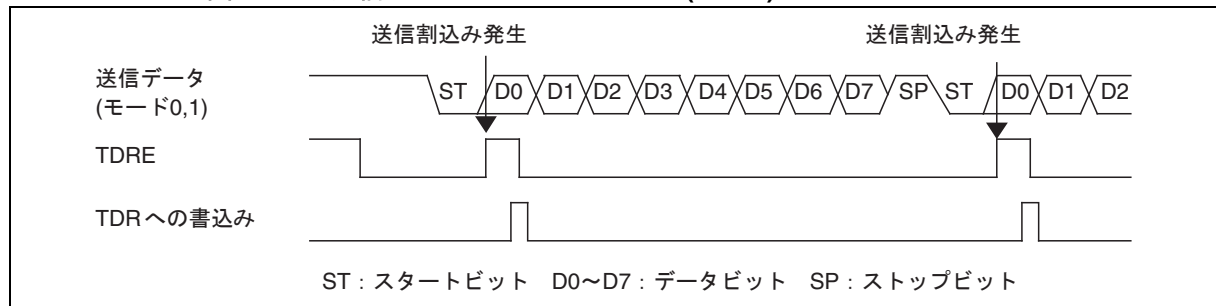 送信割込み発生 送信割込み発生
送信データ
(モード0,1)
ST D0 D1 D2 D3 D4 D5 D6 D7 SP ST D0 D1 D2
TDRE
TDRへの書込み
ST：スタートビット D0～D7：データビット SP：ストップビット